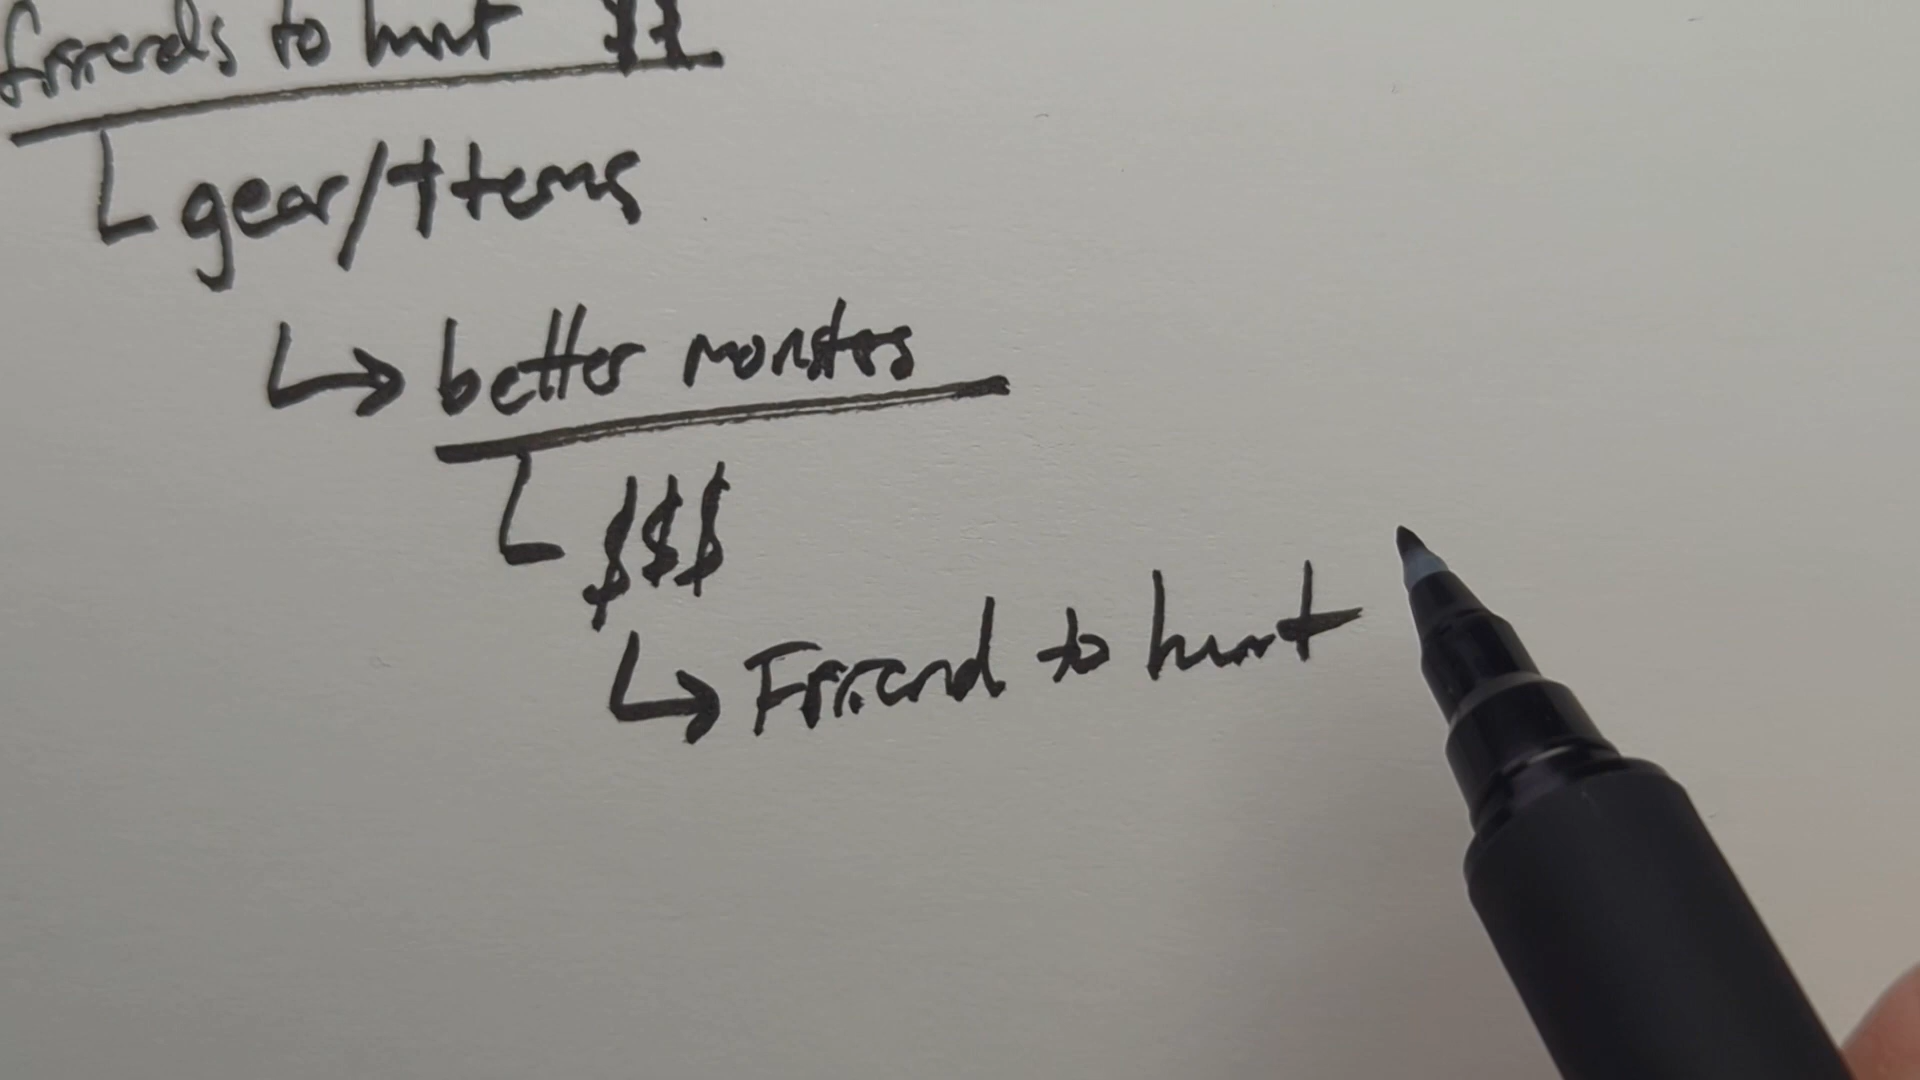 friends to hunt $$
gear/Items
↳ better monsters
$$$
↳ Friend to hunt